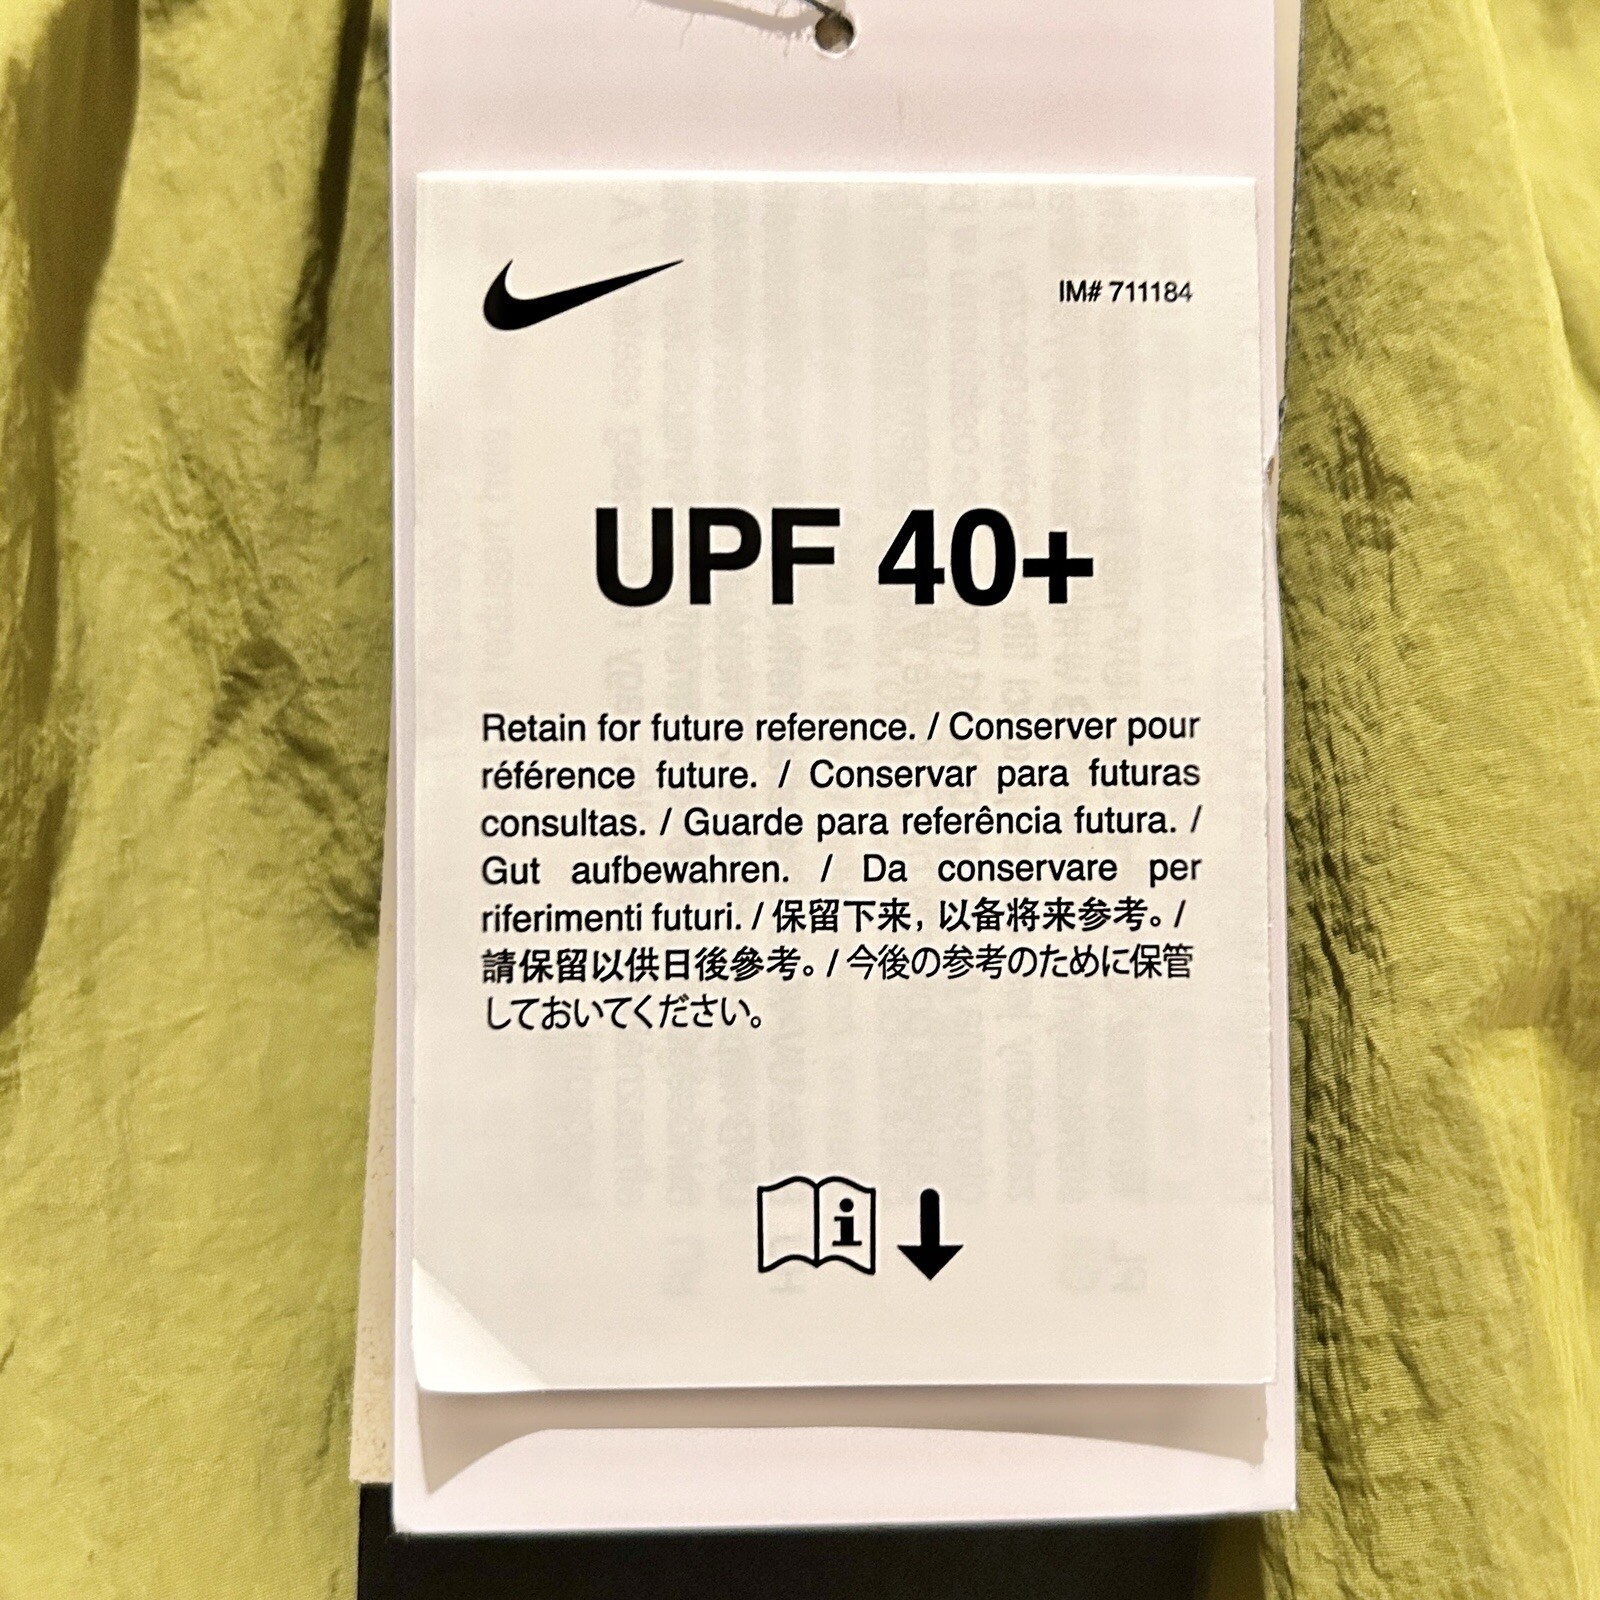 IM# 711184
UPF 40+
Retain for future reference. / Conserver pour
référence future. / Conservar para futuras
consultas. / Guarde para referência futura. /
Gut aufbewahren. / Da conservare per
riferimenti futuri. / 保留下来，以备将来参考。/
請保留以供日後參考。/ 今後の参考のために保管
しておいてください。
i